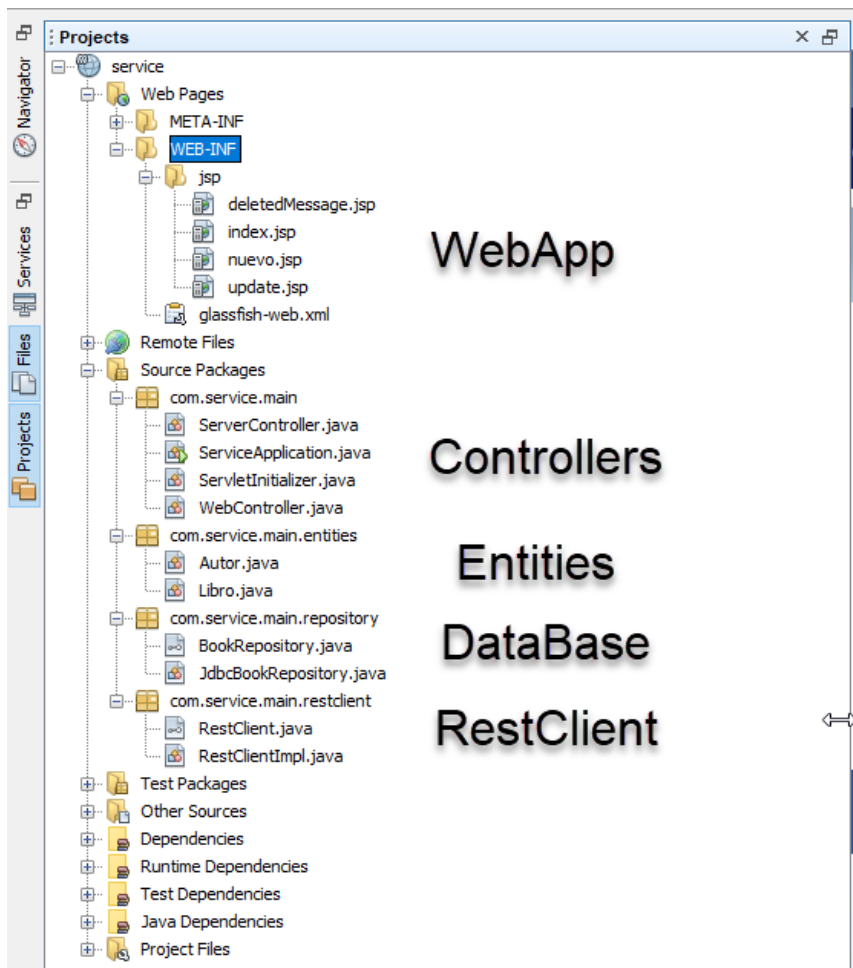 Projects
Navigator
Services
Files
Projects
service
Web Pages
META-INF
WEB-INF
jsp
deletedMessage.jsp
index.jsp
nuevo.jsp
update.jsp
WebApp
glassfish-web.xml
Remote Files
Source Packages
com.service.main
ServerController.java
ServiceApplication.java
Controllers
ServletInitializer.java
WebController.java
com.service.main.entities
Autor.java
Entities
Libro.java
com.service.main.repository
BookRepository.java
DataBase
JdbcBookRepository.java
com.service.main.restclient
RestClient.java
RestClient
RestClientImpl.java
Test Packages
Other Sources
Dependencies
Runtime Dependencies
Test Dependencies
Java Dependencies
Project Files